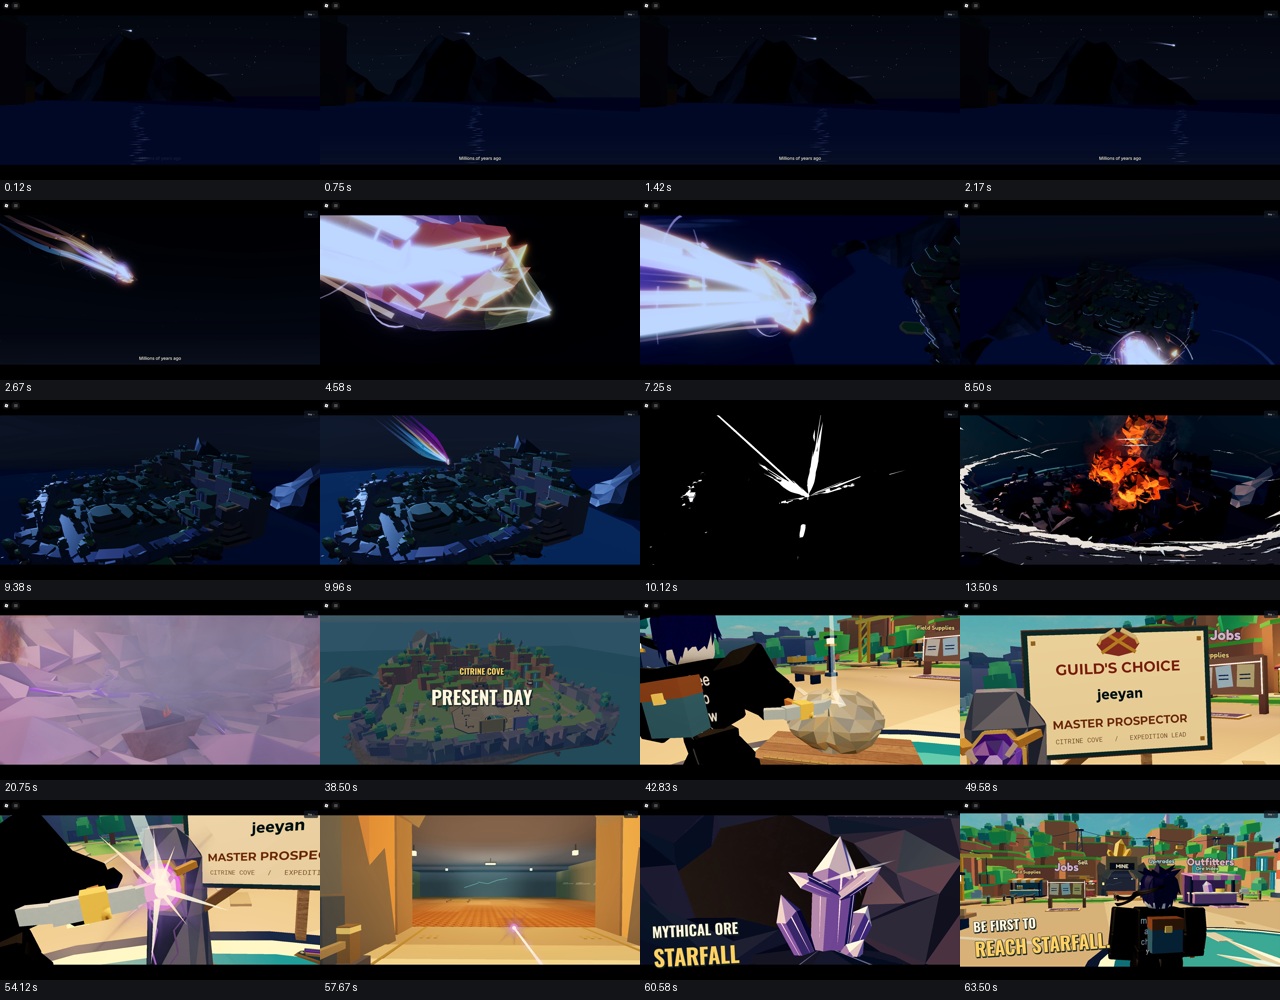 0.12 s
0.75 s
1.42 s
2.17 s
Millions of years ago
Millions of years ago
Millions of years ago
2.67 s
4.58 s
7.25 s
8.50 s
Millions of years ago
9.38 s
9.96 s
10.12 s
13.50 s
20.75 s
CITRINE COVE
PRESENT DAY
38.50 s
Field Supplies
42.83 s
Jobs
GUILD'S CHOICE
jeeyan
MASTER PROSPECTOR
CITRINE COVE / EXPEDITION LEAD
49.58 s
jeeyan
MASTER PROSPEC
CITRINE COVE / EXPEDITI
54.12 s
57.67 s
MYTHICAL ORE
STARFALL
60.58 s
Field Supplies
Jobs
Sell
MINE
Outfitters
BE FIRST TO
REACH STARFALL.
63.50 s